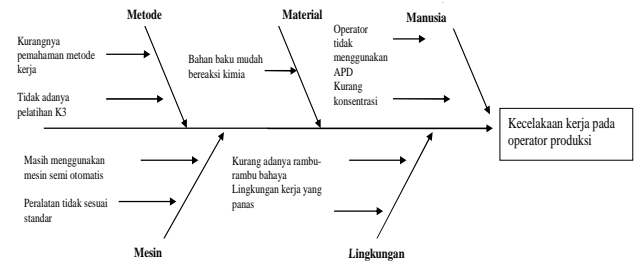 Metode
Material
Manusia
Kurangnya
pemahaman metode
kerja
Tidak adanya
pelatihan K3
Bahan baku mudah
bereaksi kimia
Operator
tidak
menggunakan
APD
Kurang
konsentrasi
Kecelakaan kerja pada
operator produksi
Masih menggunakan
mesin semi otomatis
Peralatan tidak sesuai
standar
Kurang adanya rambu-
rambu bahaya
Lingkungan kerja yang
panas
Mesin
Lingkungan